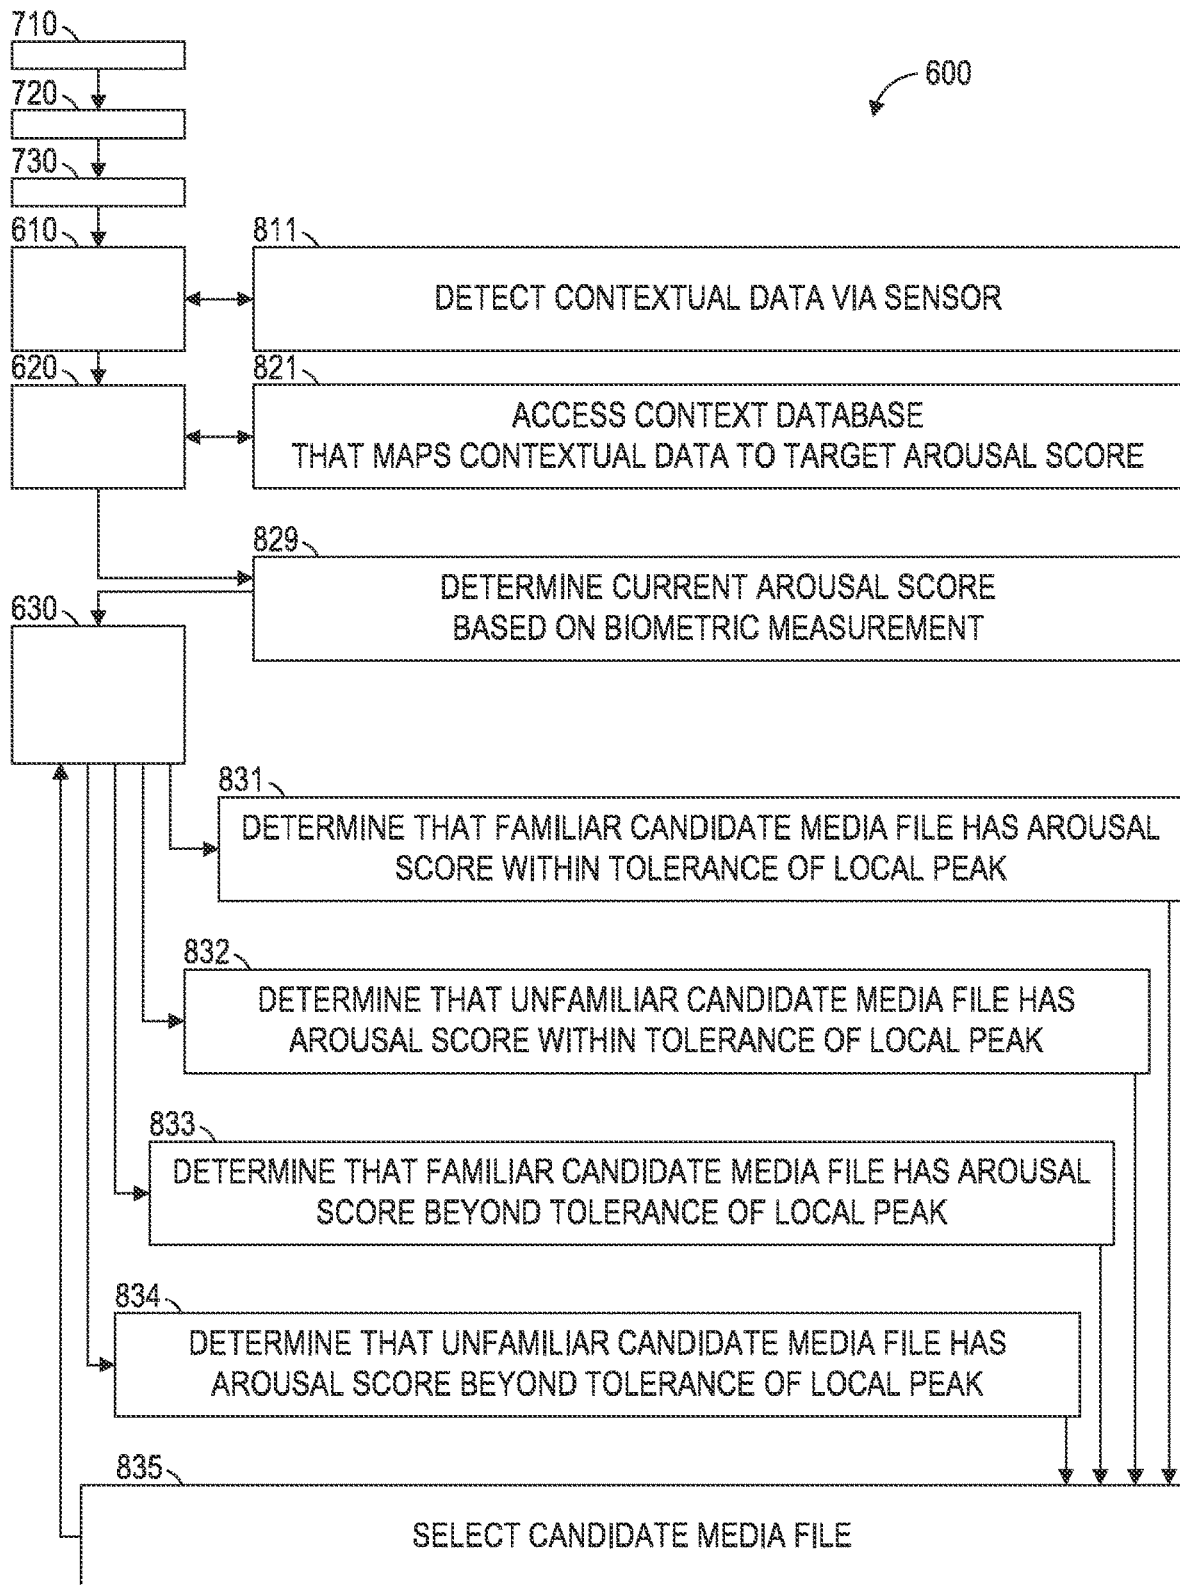 710
600
720
730
610
811
DETECT CONTEXTUAL DATA VIA SENSOR
620
821
ACCESS CONTEXT DATABASE
THAT MAPS CONTEXTUAL DATA TO TARGET AROUSAL SCORE
829
DETERMINE CURRENT AROUSAL SCORE
BASED ON BIOMETRIC MEASUREMENT
630
831
DETERMINE THAT FAMILIAR CANDIDATE MEDIA FILE HAS AROUSAL
SCORE WITHIN TOLERANCE OF LOCAL PEAK
832
DETERMINE THAT UNFAMILIAR CANDIDATE MEDIA FILE HAS
AROUSAL SCORE WITHIN TOLERANCE OF LOCAL PEAK
833
DETERMINE THAT FAMILIAR CANDIDATE MEDIA FILE HAS AROUSAL
SCORE BEYOND TOLERANCE OF LOCAL PEAK
834
DETERMINE THAT UNFAMILIAR CANDIDATE MEDIA FILE HAS
AROUSAL SCORE BEYOND TOLERANCE OF LOCAL PEAK
835
SELECT CANDIDATE MEDIA FILE